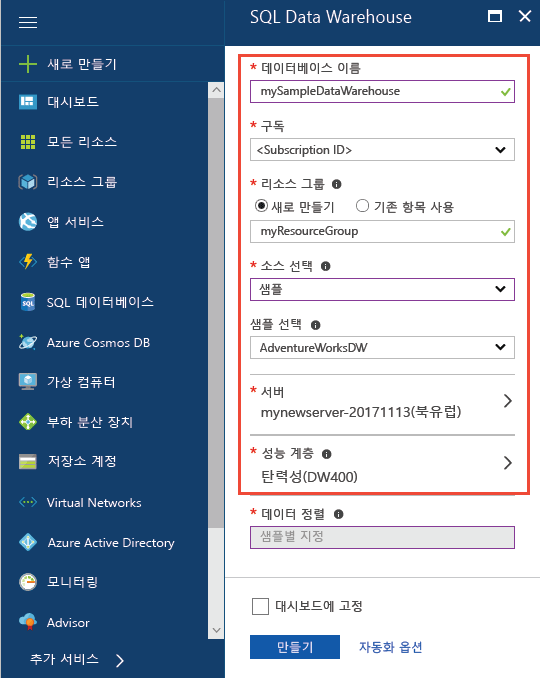 새로 만들기
대시보드
모든 리소스
리소스 그룹
앱 서비스
함수 앱
SQL 데이터베이스
Azure Cosmos DB
가상 컴퓨터
부하 분산 장치
저장소 계정
Virtual Networks
Azure Active Directory
모니터링
Advisor
추가 서비스
SQL Data Warehouse
* 데이터베이스 이름
mySampleDataWarehouse
* 구독
<Subscription ID>
* 리소스 그룹
새로 만들기 기존 항목 사용
myResourceGroup
* 소스 선택
샘플
샘플 선택
AdventureWorksDW
* 서버
mynewserver-20171113(북유럽)
* 성능 계층
탄력성(DW400)
* 데이터 정렬
샘플별 지정
대시보드에 고정
만들기 자동화 옵션